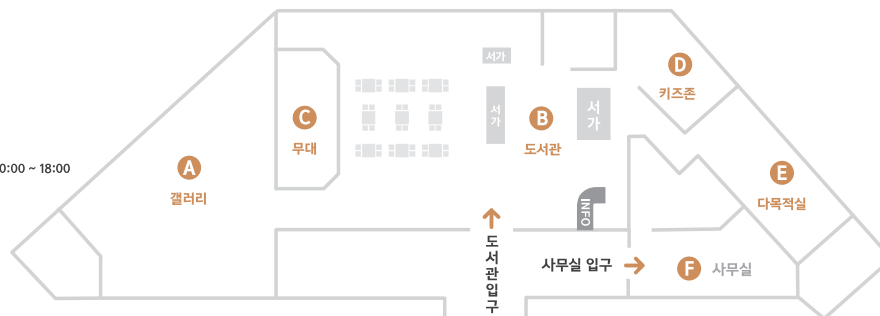 0:00 ~ 18:00
A
갤러리
C
무대
서가
서가
B
도서관
서가
D
키즈존
E
다목적실
INFO
도서관입구
사무실 입구
F 사무실